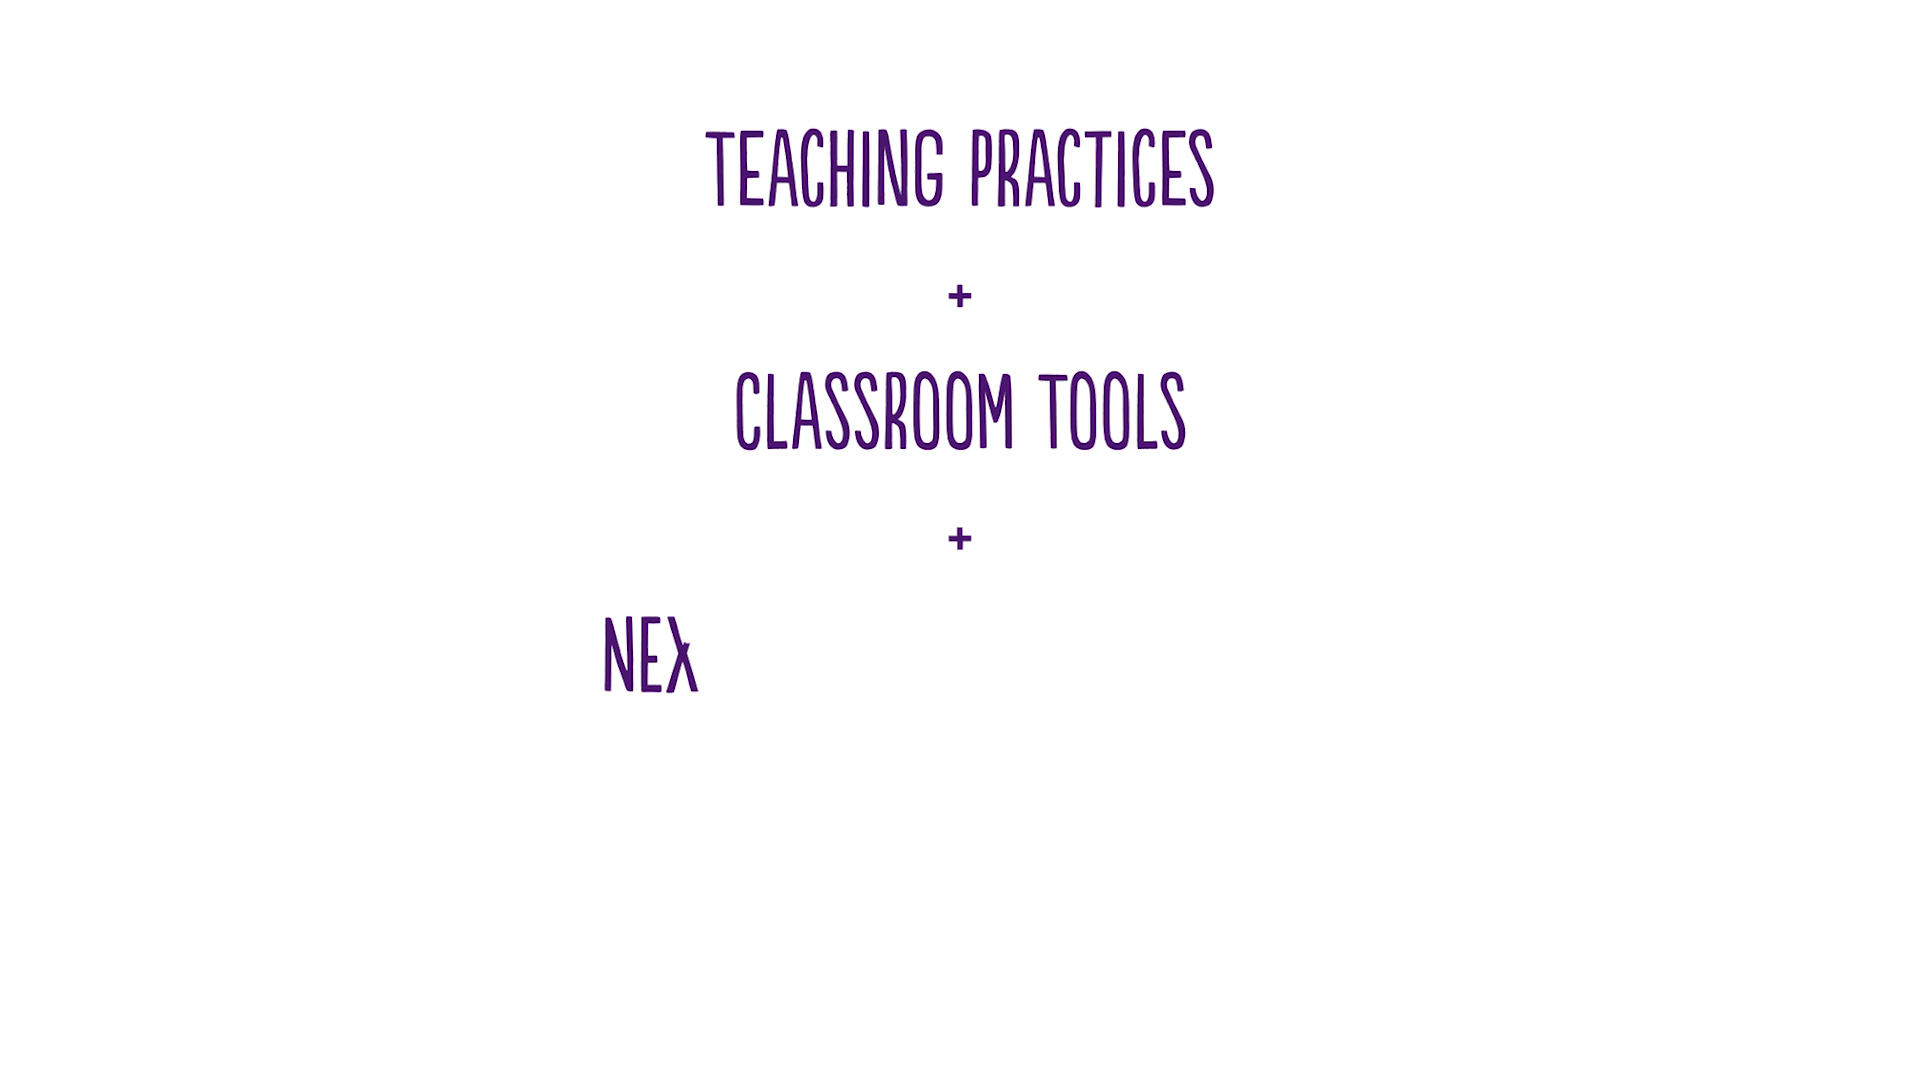 TEACHING PRACTICES
+
CLASSROOM TOOLS
+
NEX